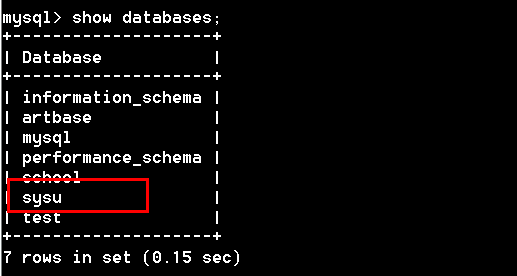 mysql> show databases;
+--------------------+
| Database           |
+--------------------+
| information_schema |
| artbase            |
| mysql              |
| performance_schema |
| school             |
| sysu               |
| test               |
+--------------------+
7 rows in set (0.15 sec)